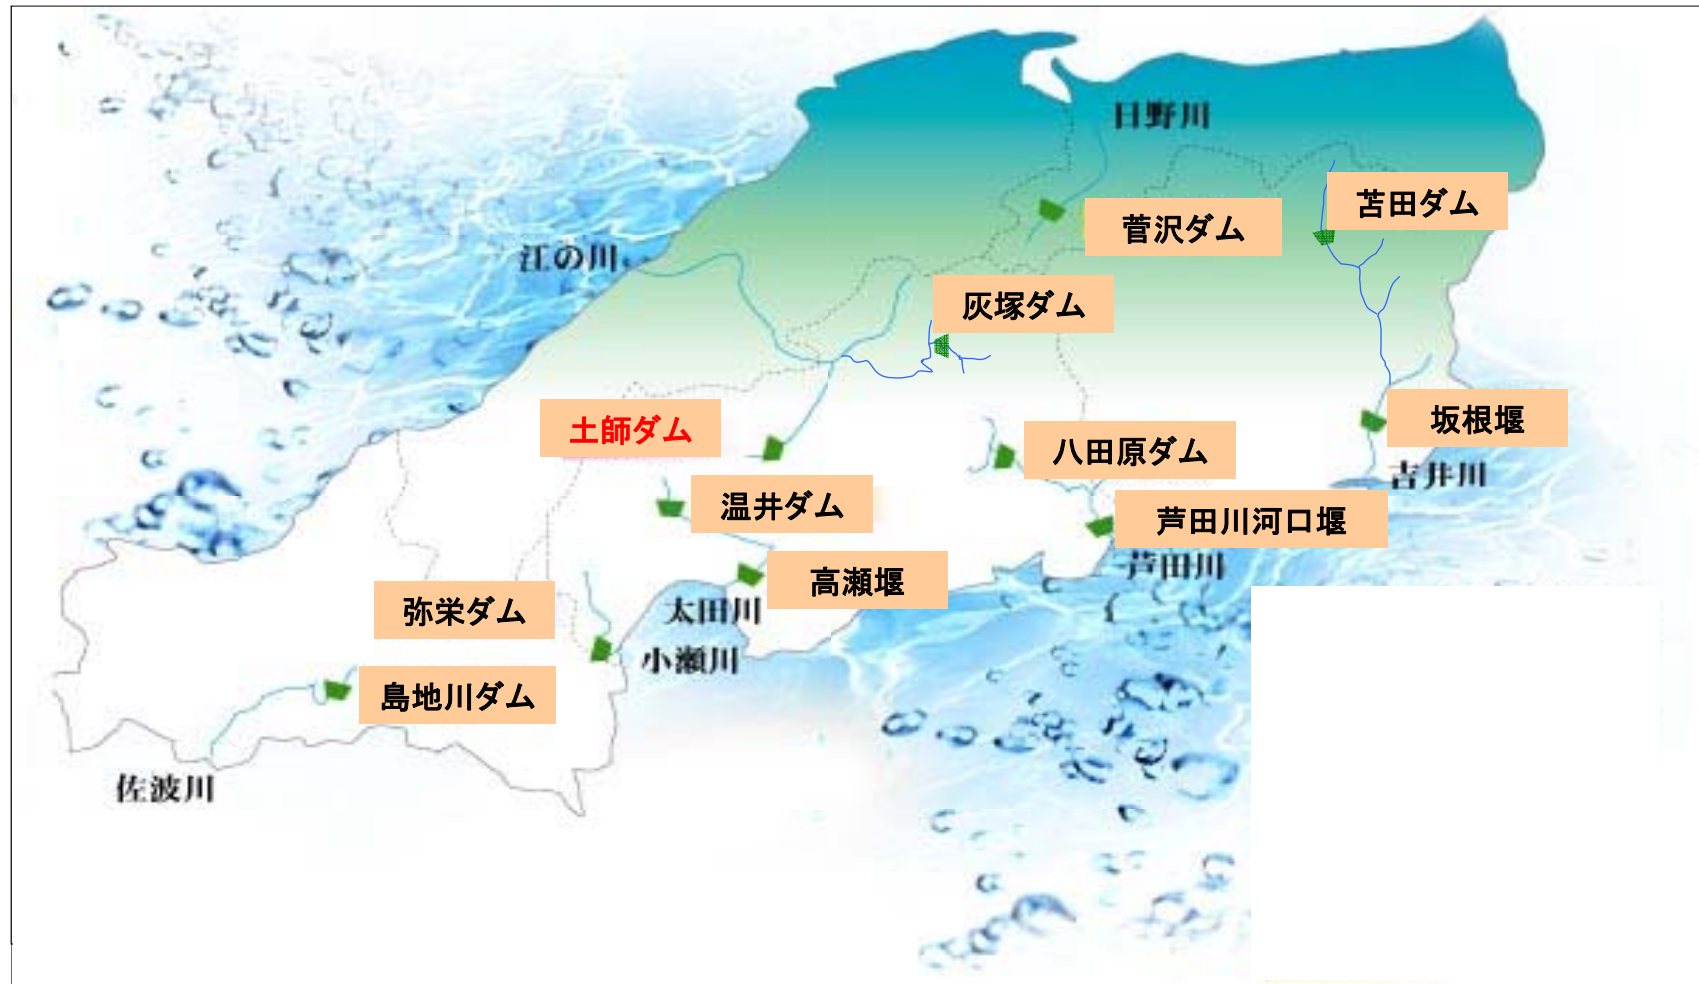 日野川
苫田ダム
菅沢ダム
江の川
灰塚ダム
坂根堰
土師ダム
八田原ダム
吉井川
温井ダム
芦田川河口堰
芦田川
高瀬堰
弥栄ダム
太田川
小瀬川
島地川ダム
佐波川